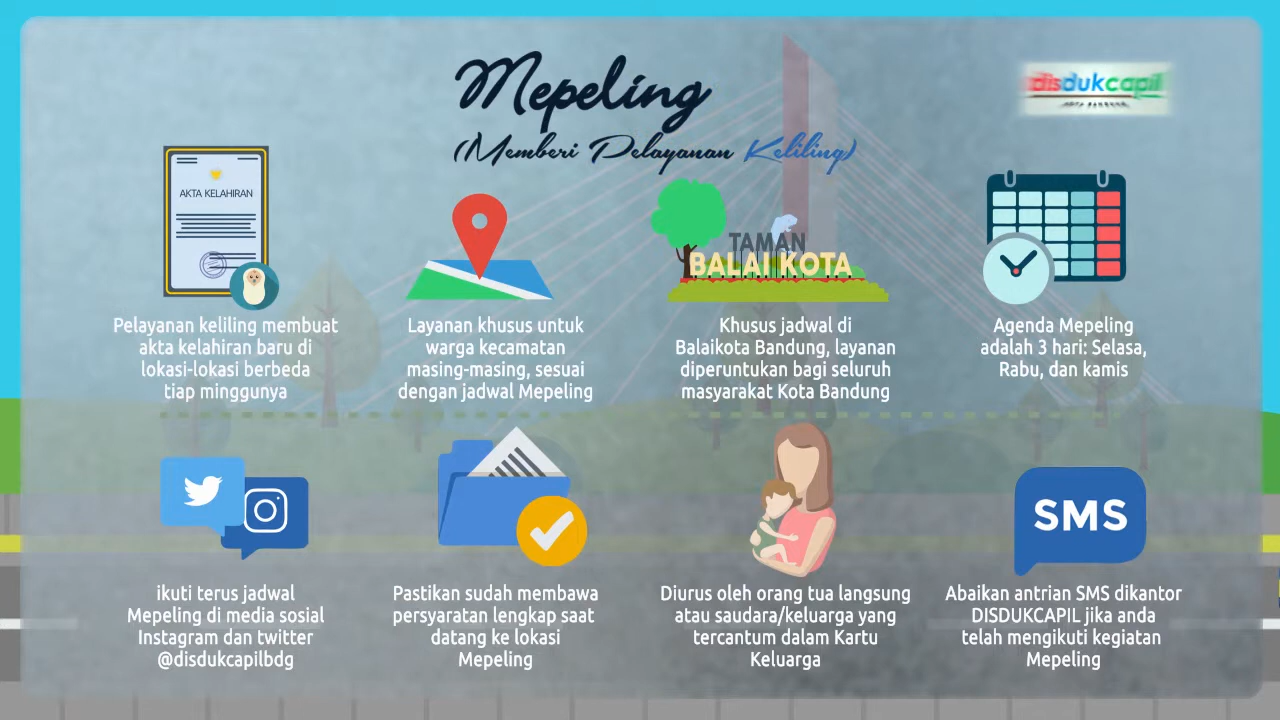 Mepeling
(Memberi Pelayanan Keliling)
disdukcapil
AKTA KELAHIRAN
TAMAN
BALAI KOTA
Pelayanan keliling membuat
akta kelahiran baru di
lokasi-lokasi berbeda
tiap minggunya
Layanan khusus untuk
warga kecamatan
masing-masing, sesuai
dengan jadwal Mepeling
Khusus jadwal di
Balaikota Bandung, layanan
diperuntukan bagi seluruh
masyarakat Kota Bandung
Agenda Mepeling
adalah 3 hari: Selasa,
Rabu, dan kamis
SMS
ikuti terus jadwal
Mepeling di media sosial
Instagram dan twitter
@disdukcapilbdg
Pastikan sudah membawa
persyaratan lengkap saat
datang ke lokasi
Mepeling
Diurus oleh orang tua langsung
atau saudara/keluarga yang
tercantum dalam Kartu
Keluarga
Abaikan antrian SMS dikantor
DISDUKCAPIL jika anda
telah mengikuti kegiatan
Mepeling